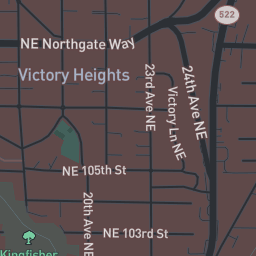 522
NE Northgate Way
Victory Heights
23rd Ave NE
24th Ave NE
Victory Ln NE
NE 105th St
20th Ave NE
NE 103rd St
Kingfisher